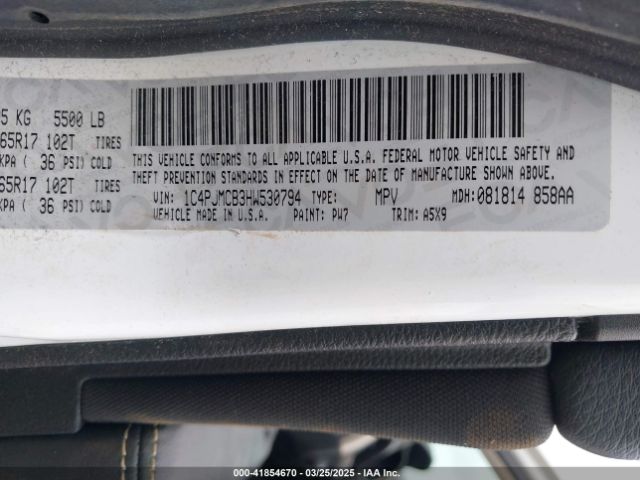 5 KG 5500 LB
65R17 102T TIRES
KPA( 36 PSI) COLD
65R17 102T TIRES
KPA( 36 PSI) COLD
THIS VEHICLE CONFORMS TO ALL APPLICABLE U.S.A. FEDERAL MOTOR VEHICLE SAFETY AND
THEFT PREVENTION STANDARDS IN EFFECT ON THE DATE OF MANUFACTURE SHOWN ABOVE.
VIN: 1C4PJMCB3HW530794 TYPE: MPV MDH: 081814 858AA
VEHICLE MADE IN U.S.A. PAINT: PW7 TRIM: A5X9
000-41854670 - 03/25/2025 - IAA Inc.